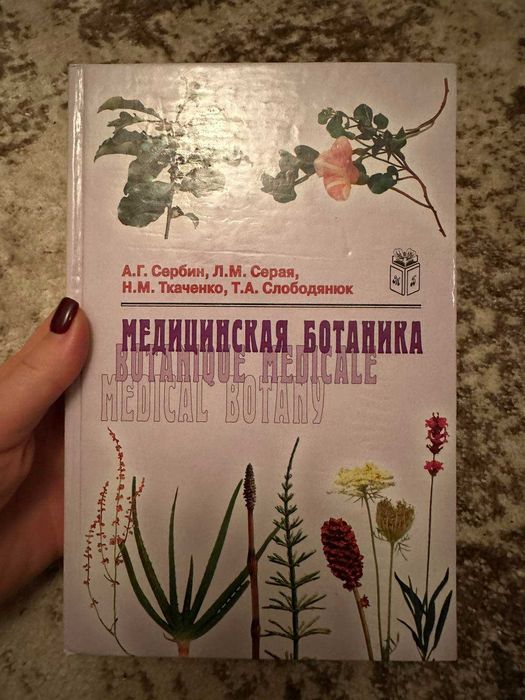 А.Г. Сербин, Л.М. Серая,
Н.М. Ткаченко, Т.А. Слободянюк
МЕДИЦИНСКАЯ БОТАНИКА
BOTANIQUE MEDICALE
MEDICAL BOTANY